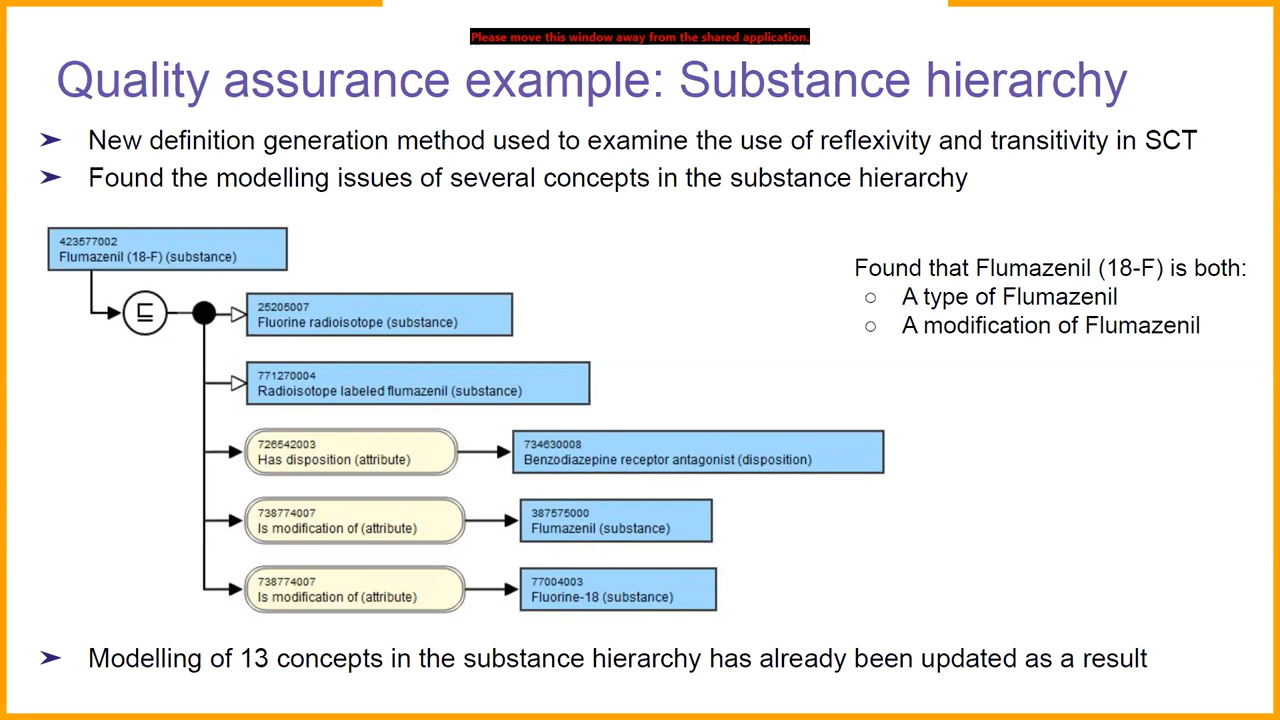 Please move this window away from the shared application.
Quality assurance example: Substance hierarchy
➤ New definition generation method used to examine the use of reflexivity and transitivity in SCT
➤ Found the modelling issues of several concepts in the substance hierarchy
423577002
Flumazenil (18-F) (substance)
⊑
25205007
Fluorine radioisotope (substance)
771270004
Radioisotope labeled flumazenil (substance)
726542003
Has disposition (attribute)
734630008
Benzodiazepine receptor antagonist (disposition)
738774007
Is modification of (attribute)
387575000
Flumazenil (substance)
738774007
Is modification of (attribute)
77004003
Fluorine-18 (substance)
Found that Flumazenil (18-F) is both:
○ A type of Flumazenil
○ A modification of Flumazenil
➤ Modelling of 13 concepts in the substance hierarchy has already been updated as a result